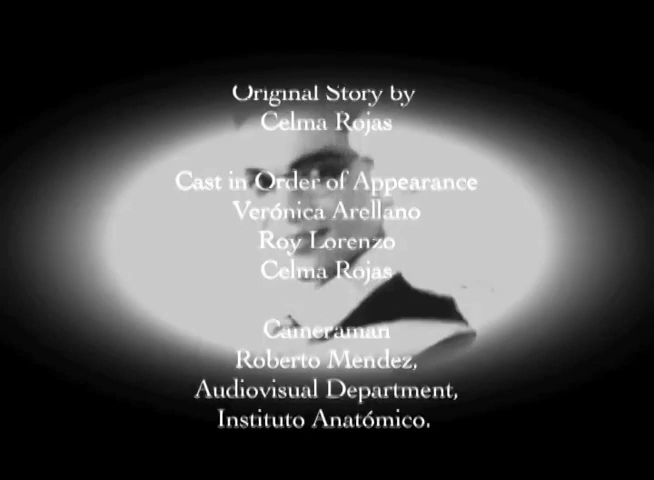 Original Story by
Celma Rojas
Cast in Order of Appearance
Verónica Arellano
Roy Lorenzo
Celma Rojas
Cameraman
Roberto Mendez,
Audiovisual Department,
Instituto Anatómico.